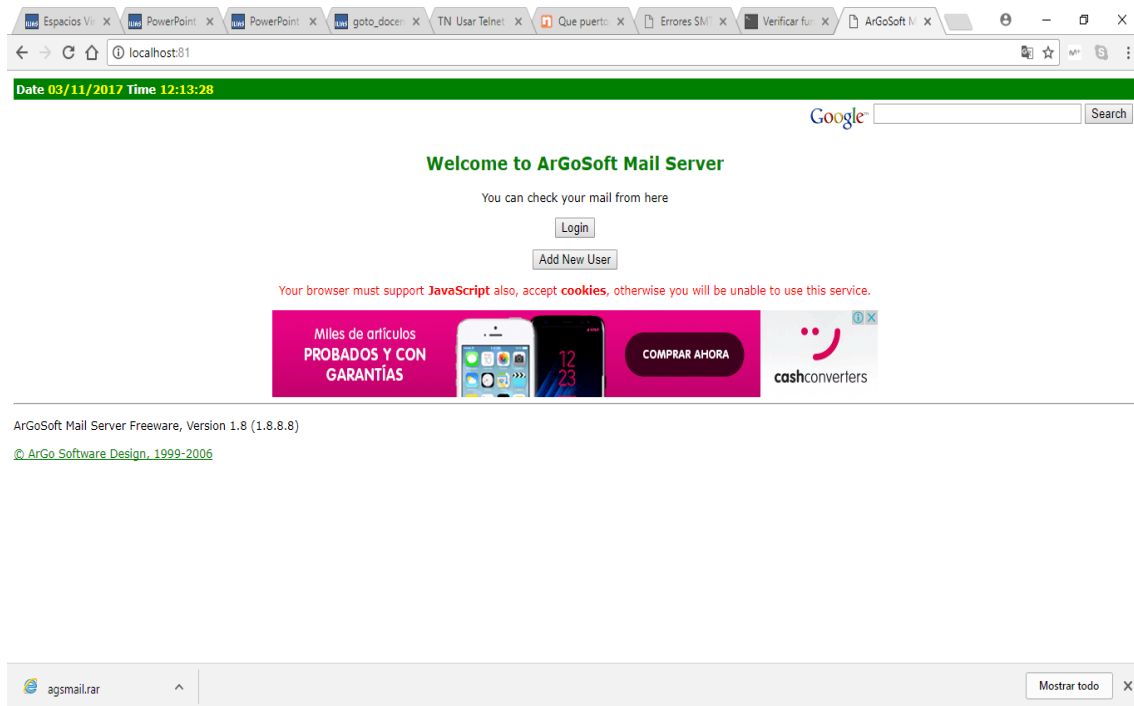 Espacios Vir
PowerPoint
PowerPoint
goto_docen
TN Usar Telnet
Que puerto
Errores SMT
Verificar fun
ArGoSoft M
localhost:81
Date 03/11/2017 Time 12:13:28
Google™
Search
Welcome to ArGoSoft Mail Server
You can check your mail from here
Login
Add New User
Your browser must support JavaScript also, accept cookies, otherwise you will be unable to use this service.
Miles de artículos
PROBADOS Y CON
GARANTÍAS
12
23
COMPRAR AHORA
cashconverters
ArGoSoft Mail Server Freeware, Version 1.8 (1.8.8.8)
© ArGo Software Design, 1999-2006
agsmail.rar
Mostrar todo